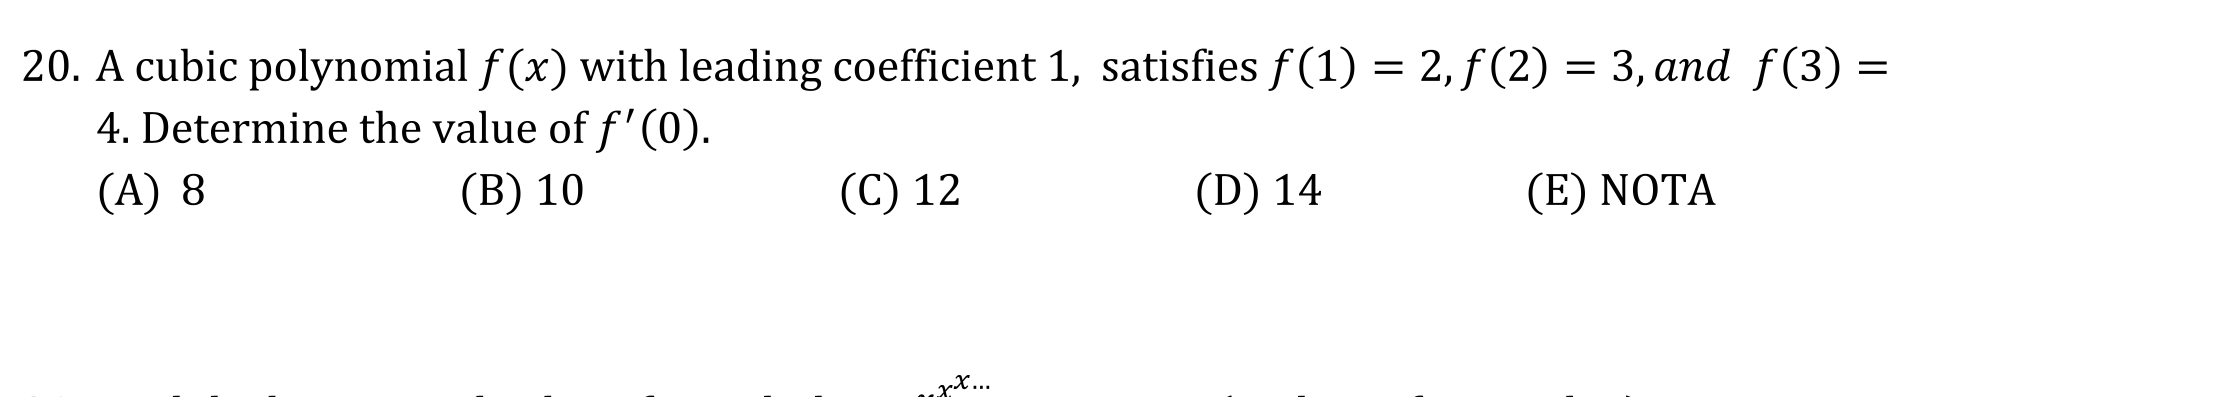 20. A cubic polynomial f(x) with leading coefficient 1, satisfies f(1) = 2, f(2) = 3, and f(3) =
4. Determine the value of f′(0).
(A) 8 (B) 10 (C) 12 (D) 14 (E) NOTA